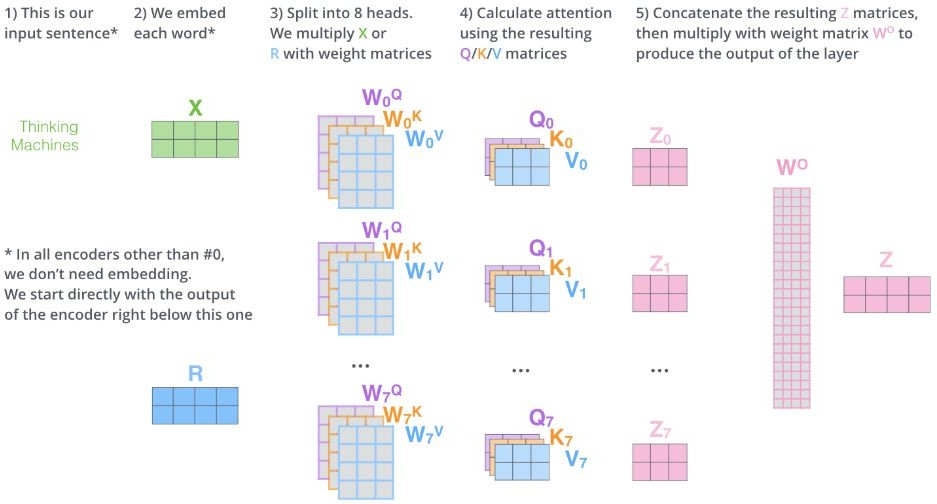 1) This is our
input sentence*
2) We embed
each word*
3) Split into 8 heads.
We multiply X or
R with weight matrices
4) Calculate attention
using the resulting
Q/K/V matrices
5) Concatenate the resulting Z matrices,
then multiply with weight matrix Wᴼ to
produce the output of the layer
Thinking
Machines
X
W₀Q
W₀K
W₀V
Q₀
K₀
V₀
Z₀
* In all encoders other than #0,
we don’t need embedding.
We start directly with the output
of the encoder right below this one
W₁Q
W₁K
W₁V
Q₁
K₁
V₁
Z₁
Wᴼ
Z
...
...
...
R
W₇Q
W₇K
W₇V
Q₇
K₇
V₇
Z₇